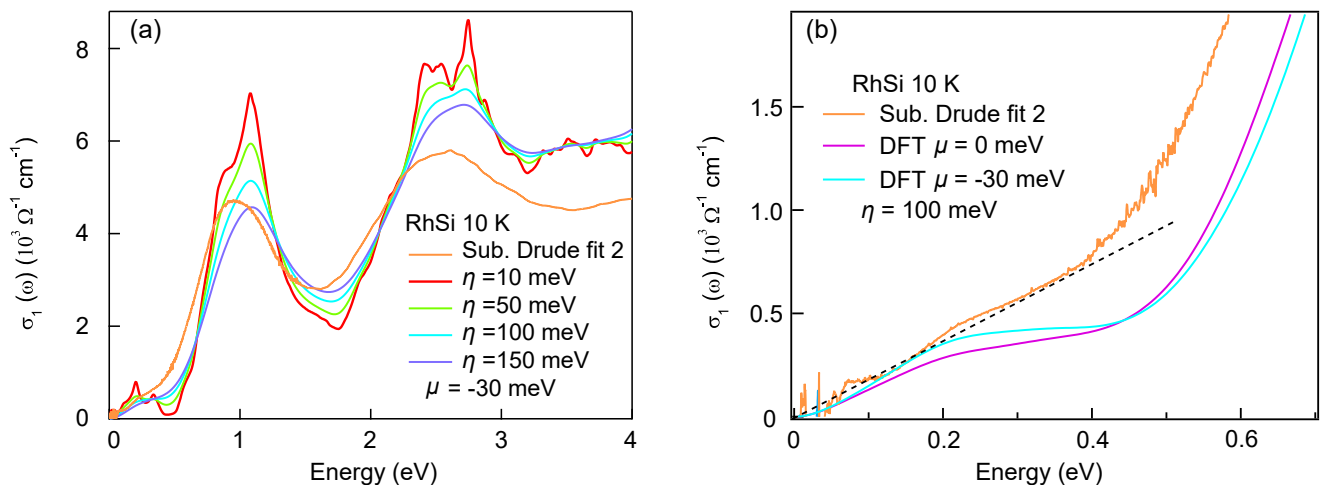 (a)
8
6
4
2
0
σ₁ (ω) (10³ Ω⁻¹ cm⁻¹)
RhSi 10 K
Sub. Drude fit 2
η =10 meV
η =50 meV
η =100 meV
η =150 meV
μ = -30 meV
0
1
2
3
4
Energy (eV)
(b)
1.5
1.0
0.5
0
σ₁ (ω) (10³ Ω⁻¹ cm⁻¹)
RhSi 10 K
Sub. Drude fit 2
DFT μ = 0 meV
DFT μ = -30 meV
η = 100 meV
0
0.2
0.4
0.6
Energy (eV)